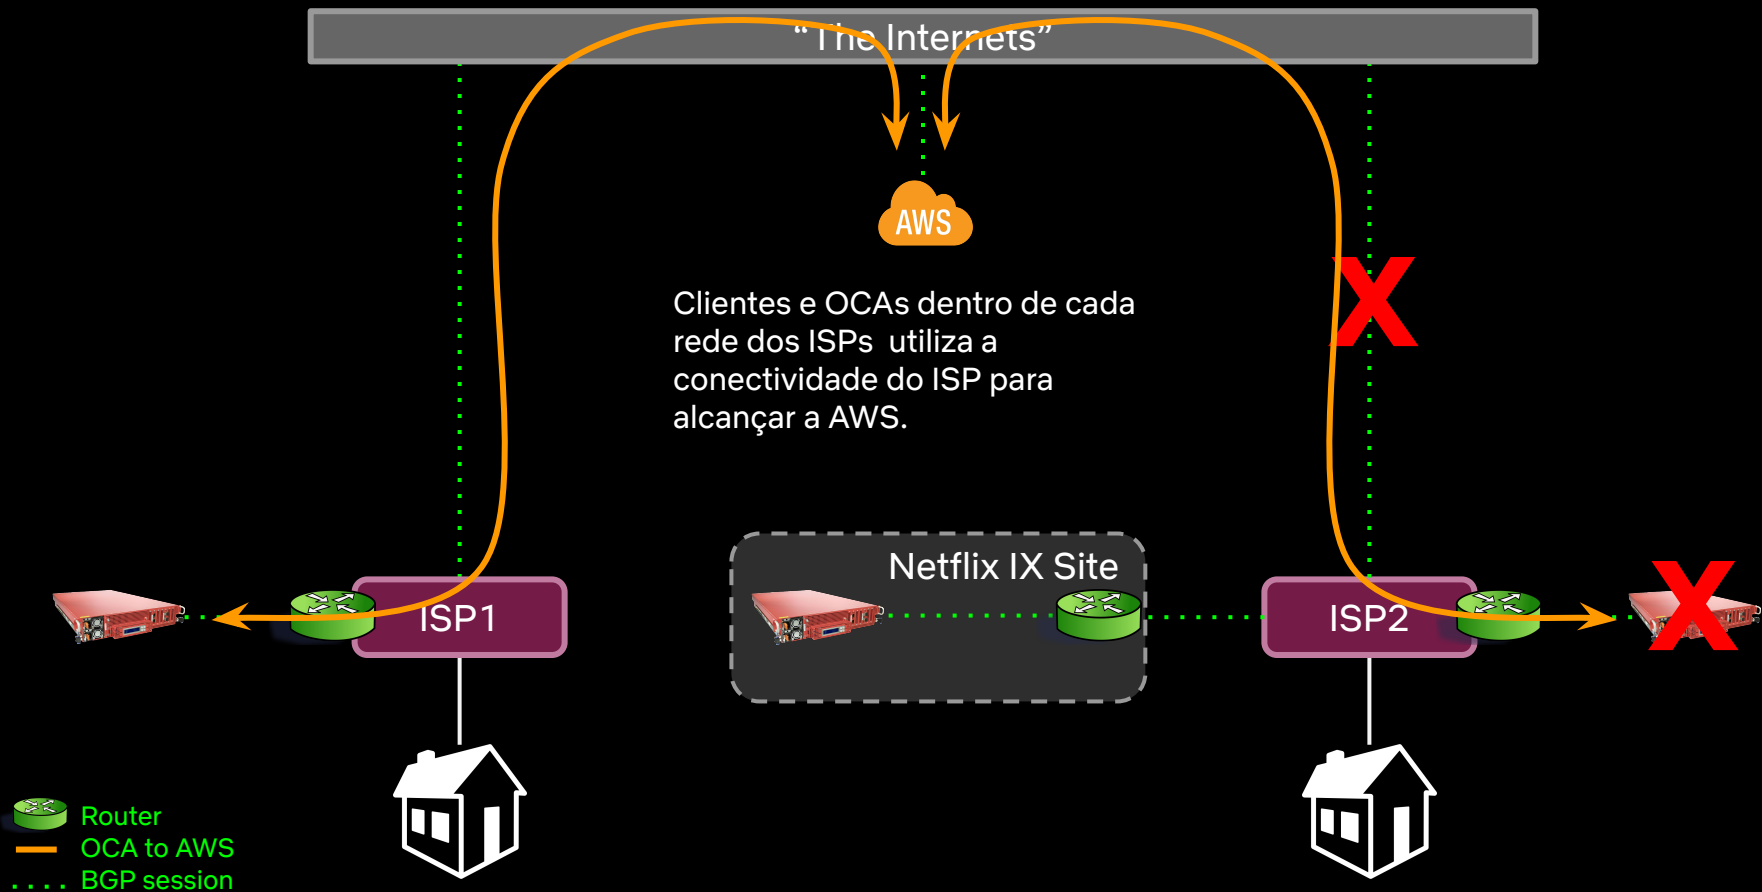 “The Internets”
AWS
Clientes e OCAs dentro de cada
rede dos ISPs utiliza a
conectividade do ISP para
alcançar a AWS.
X
Netflix IX Site
ISP1
ISP2
X
Router
OCA to AWS
BGP session